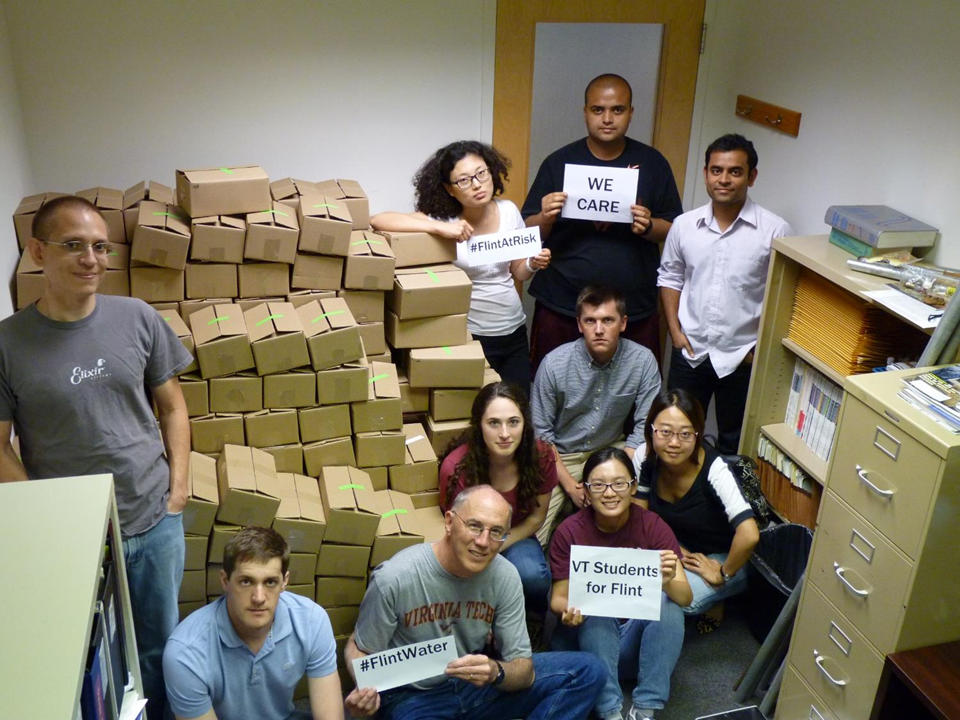 WE
CARE
#FlintAtRisk
Elixir
VT Students
for Flint
VIRGINIA TECH
#FlintWater